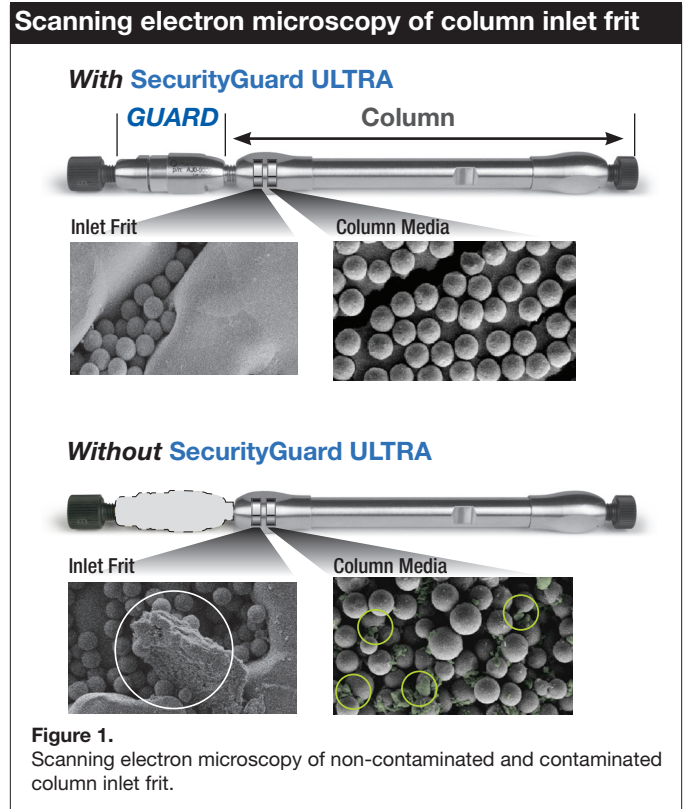 Scanning electron microscopy of column inlet frit
With SecurityGuard ULTRA
GUARD Column
Inlet Frit Column Media
Without SecurityGuard ULTRA
Inlet Frit Column Media
Figure 1.
Scanning electron microscopy of non-contaminated and contaminated
column inlet frit.